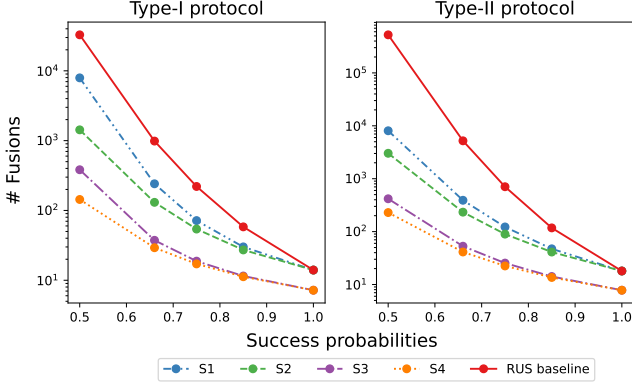 Type-I protocol
Type-II protocol
# Fusions
10^4
10^3
10^2
10^1
10^5
10^4
10^3
10^2
10^1
0.5 0.6 0.7 0.8 0.9 1.0
0.5 0.6 0.7 0.8 0.9 1.0
Success probabilities
S1 S2 S3 S4 RUS baseline